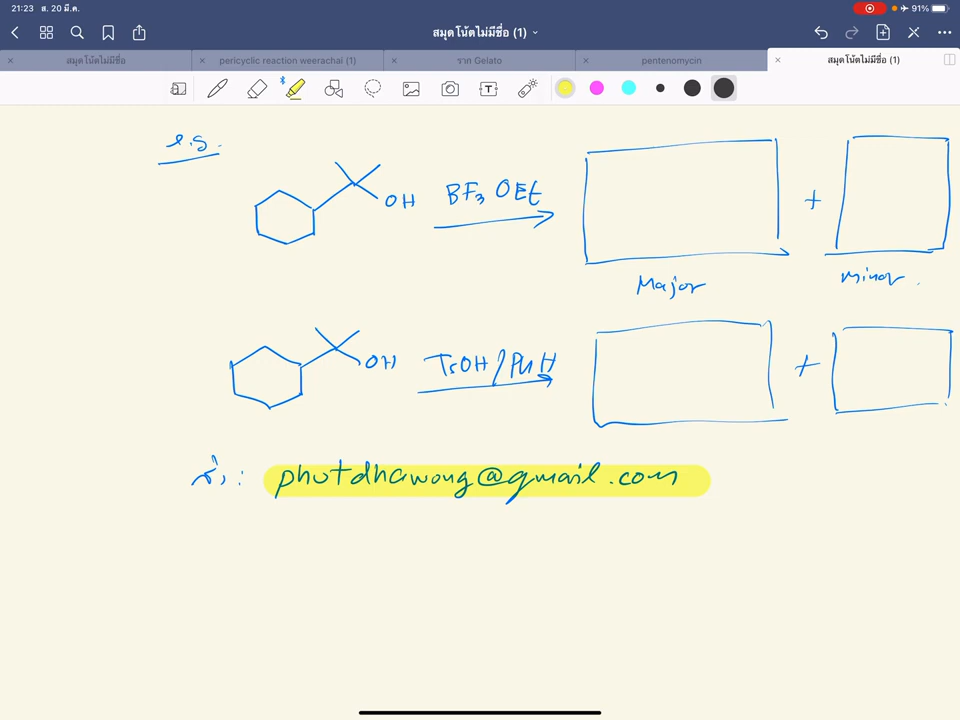 21:23 ส. 20 มี.ค.
91%
สมุดโน้ตไม่มีชื่อ (1)
สมุดโน้ตไม่มีชื่อ
pericyclic reaction weerachai (1)
ราก Gelato
pentenomycin
สมุดโน้ตไม่มีชื่อ (1)
e.g.
OH BF3 OEt + 
Major minor.
OH TsOH/PhH +
ส่ง : phutdhawong@gmail.com